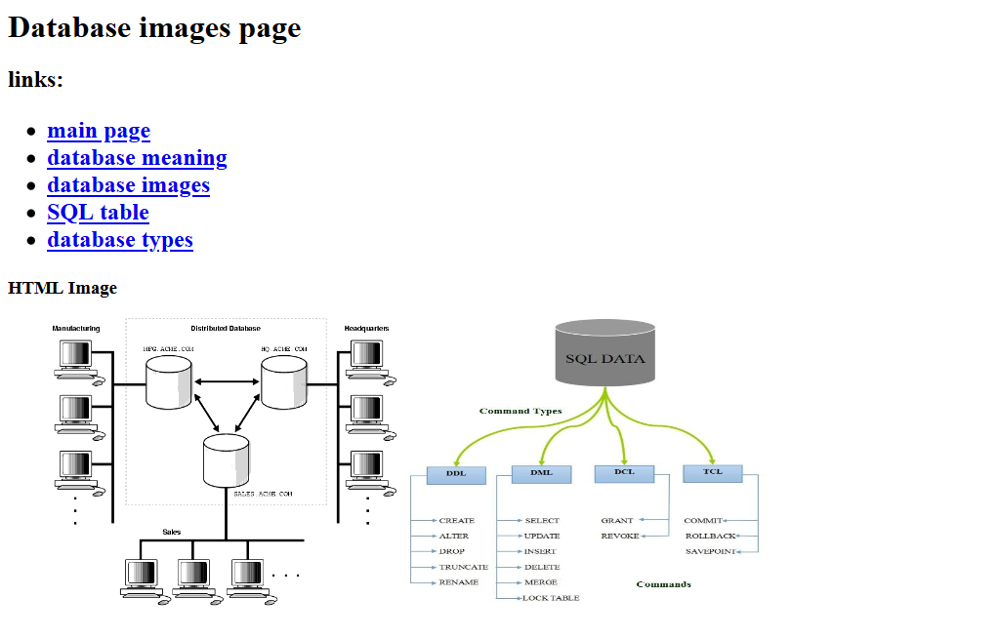 Database images page
links:
main page
database meaning
database images
SQL table
database types
HTML Image
Manufacturing
Distributed Database
Headquarters
MFG.ACME.COM
HQ.ACME.COM
SALES.ACME.COM
Sales
SQL DATA
Command Types
DDL
DML
DCL
TCL
CREATE
ALTER
DROP
TRUNCATE
RENAME
SELECT
UPDATE
INSERT
DELETE
MERGE
LOCK TABLE
GRANT
REVOKE
COMMIT
ROLLBACK
SAVEPOINT
Commands